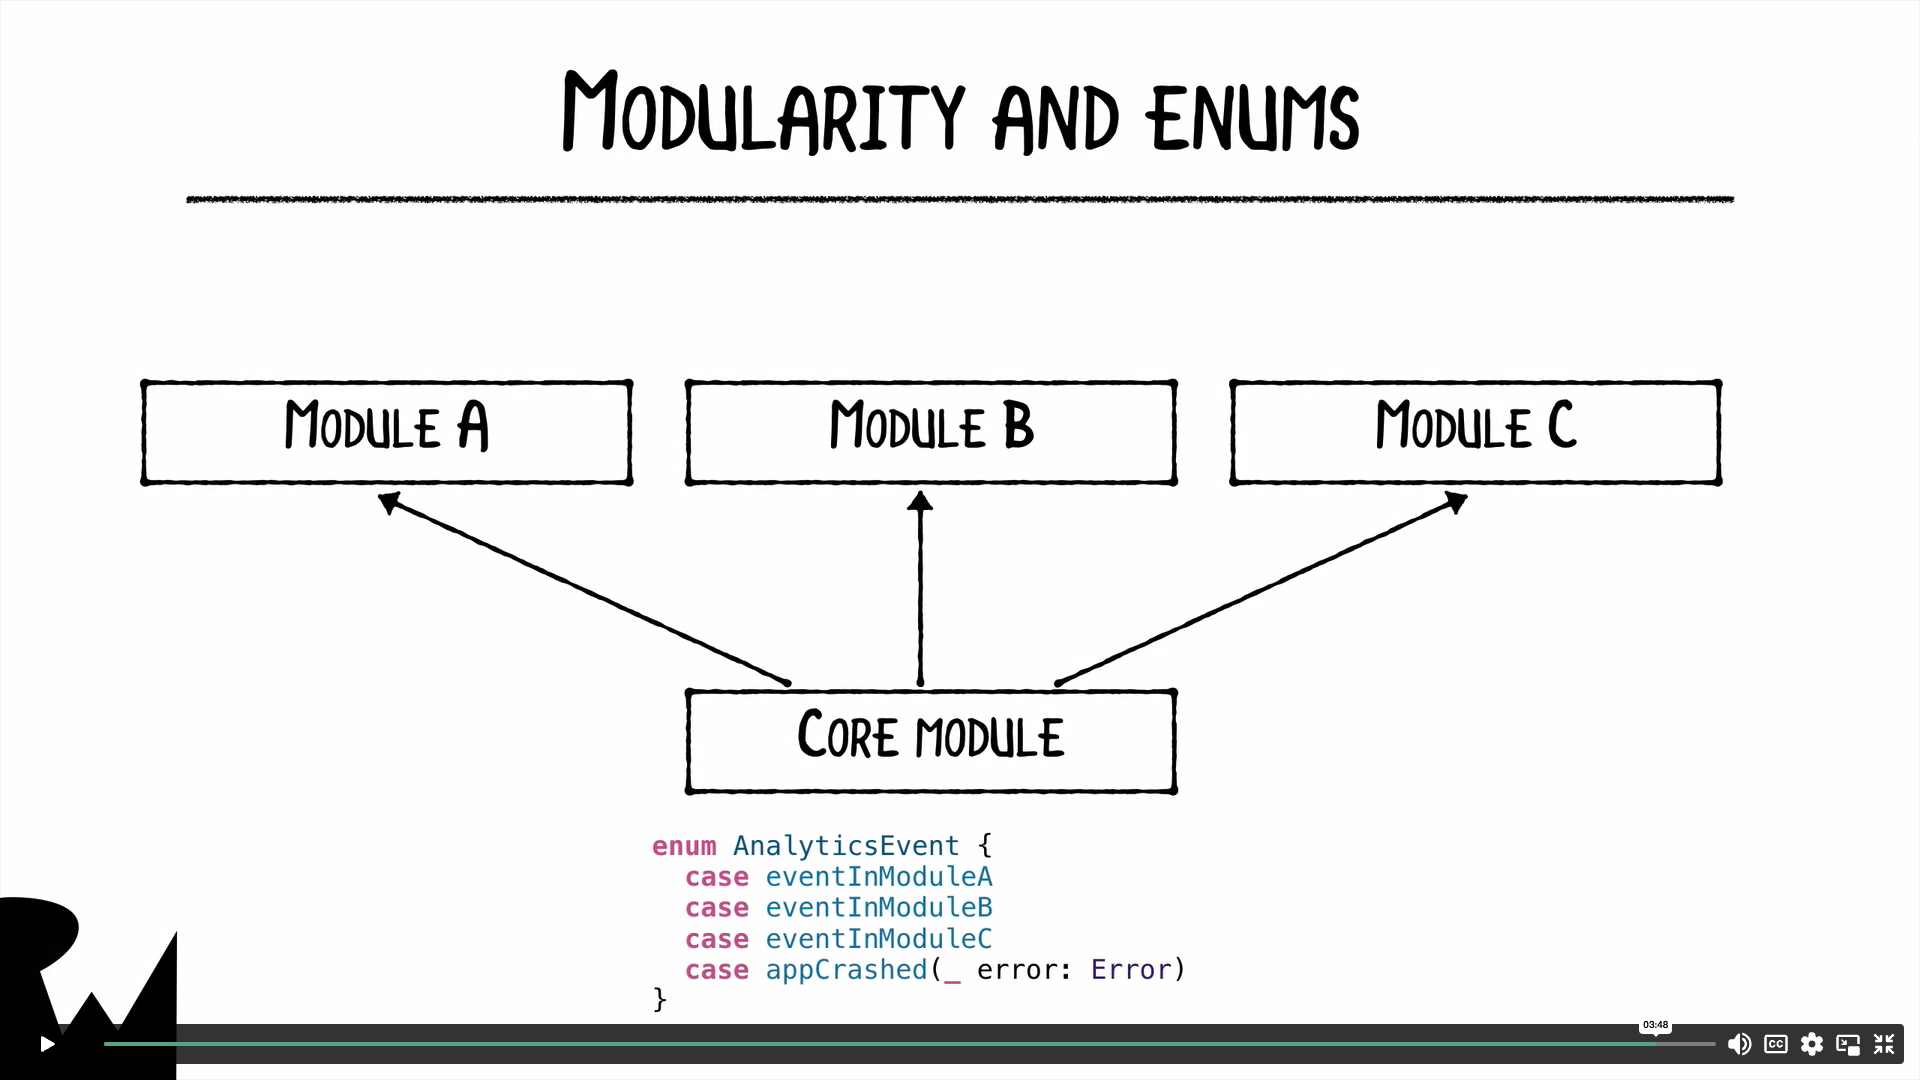 Modularity and enums
Module A
Module B
Module C
Core module
enum AnalyticsEvent {
  case eventInModuleA
  case eventInModuleB
  case eventInModuleC
  case appCrashed(_ error: Error)
}
03:48
CC